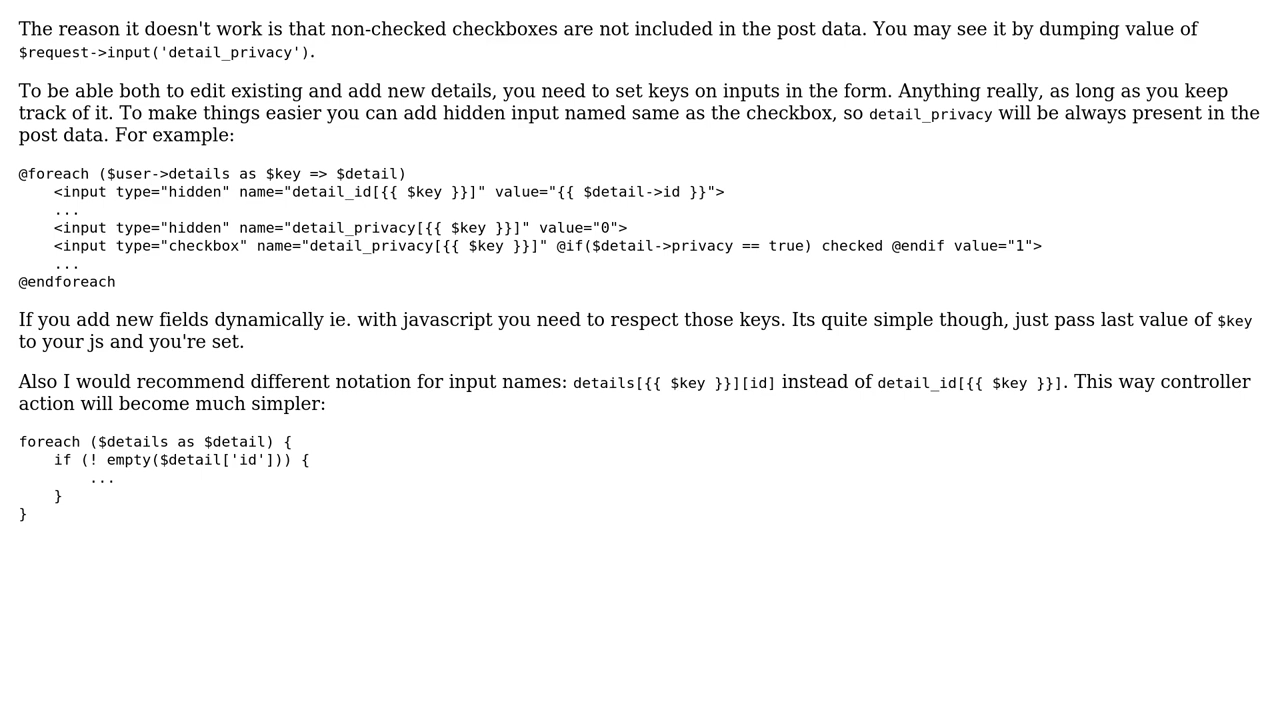 The reason it doesn't work is that non-checked checkboxes are not included in the post data. You may see it by dumping value of
$request->input('detail_privacy').
To be able both to edit existing and add new details, you need to set keys on inputs in the form. Anything really, as long as you keep
track of it. To make things easier you can add hidden input named same as the checkbox, so detail_privacy will be always present in the
post data. For example:
@foreach ($user->details as $key => $detail)
    <input type="hidden" name="detail_id[{{ $key }}]" value="{{ $detail->id }}">
    ...
    <input type="hidden" name="detail_privacy[{{ $key }}]" value="0">
    <input type="checkbox" name="detail_privacy[{{ $key }}]" @if($detail->privacy == true) checked @endif value="1">
    ...
@endforeach
If you add new fields dynamically ie. with javascript you need to respect those keys. Its quite simple though, just pass last value of $key
to your js and you're set.
Also I would recommend different notation for input names: details[{{ $key }}][id] instead of detail_id[{{ $key }}]. This way controller
action will become much simpler:
foreach ($details as $detail) {
    if (! empty($detail['id'])) {
        ...
    }
}